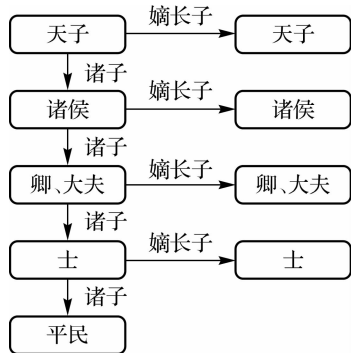 嫡长子
天子 天子
诸子
嫡长子
诸侯 诸侯
诸子
嫡长子
卿、大夫 卿、大夫
诸子
嫡长子
士 士
诸子
平民